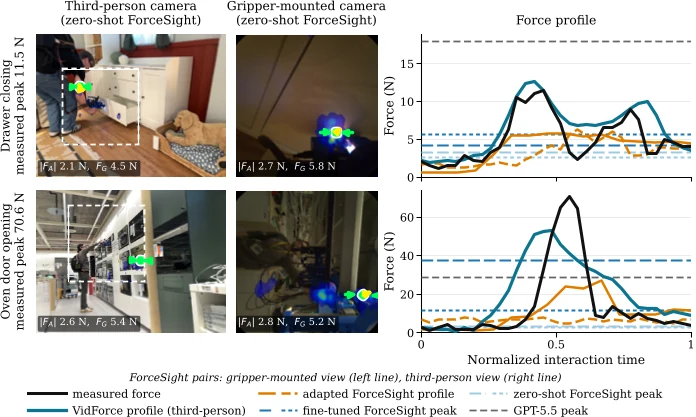 Third-person camera
(zero-shot ForceSight)
Gripper-mounted camera
(zero-shot ForceSight)
Force profile
Drawer closing
measured peak 11.5 N
|F_A| 2.1 N, F_G 4.5 N
|F_A| 2.7 N, F_G 5.8 N
Force (N)
15
10
5
0
Oven door opening
measured peak 70.6 N
|F_A| 2.6 N, F_G 5.4 N
|F_A| 2.8 N, F_G 5.2 N
Force (N)
60
40
20
0
0 0.5 1
Normalized interaction time
ForceSight pairs: gripper-mounted view (left line), third-person view (right line)
measured force
adapted ForceSight profile
zero-shot ForceSight peak
VidForce profile (third-person)
fine-tuned ForceSight peak
GPT-5.5 peak